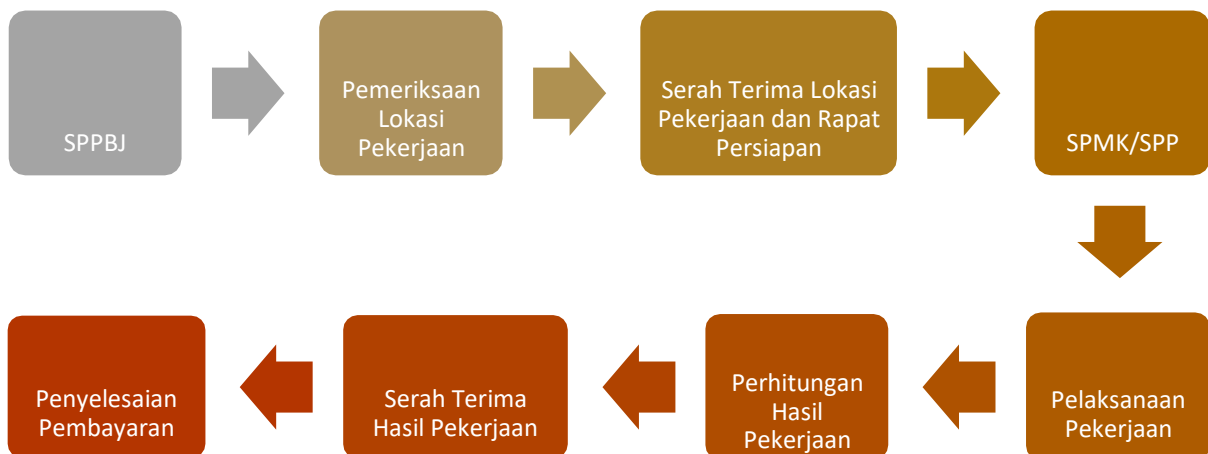 SPPBJ
Pemeriksaan
Lokasi
Pekerjaan
Serah Terima Lokasi
Pekerjaan dan Rapat
Persiapan
SPMK/SPP
Pelaksanaan
Pekerjaan
Perhitungan
Hasil
Pekerjaan
Serah Terima
Hasil Pekerjaan
Penyelesaian
Pembayaran